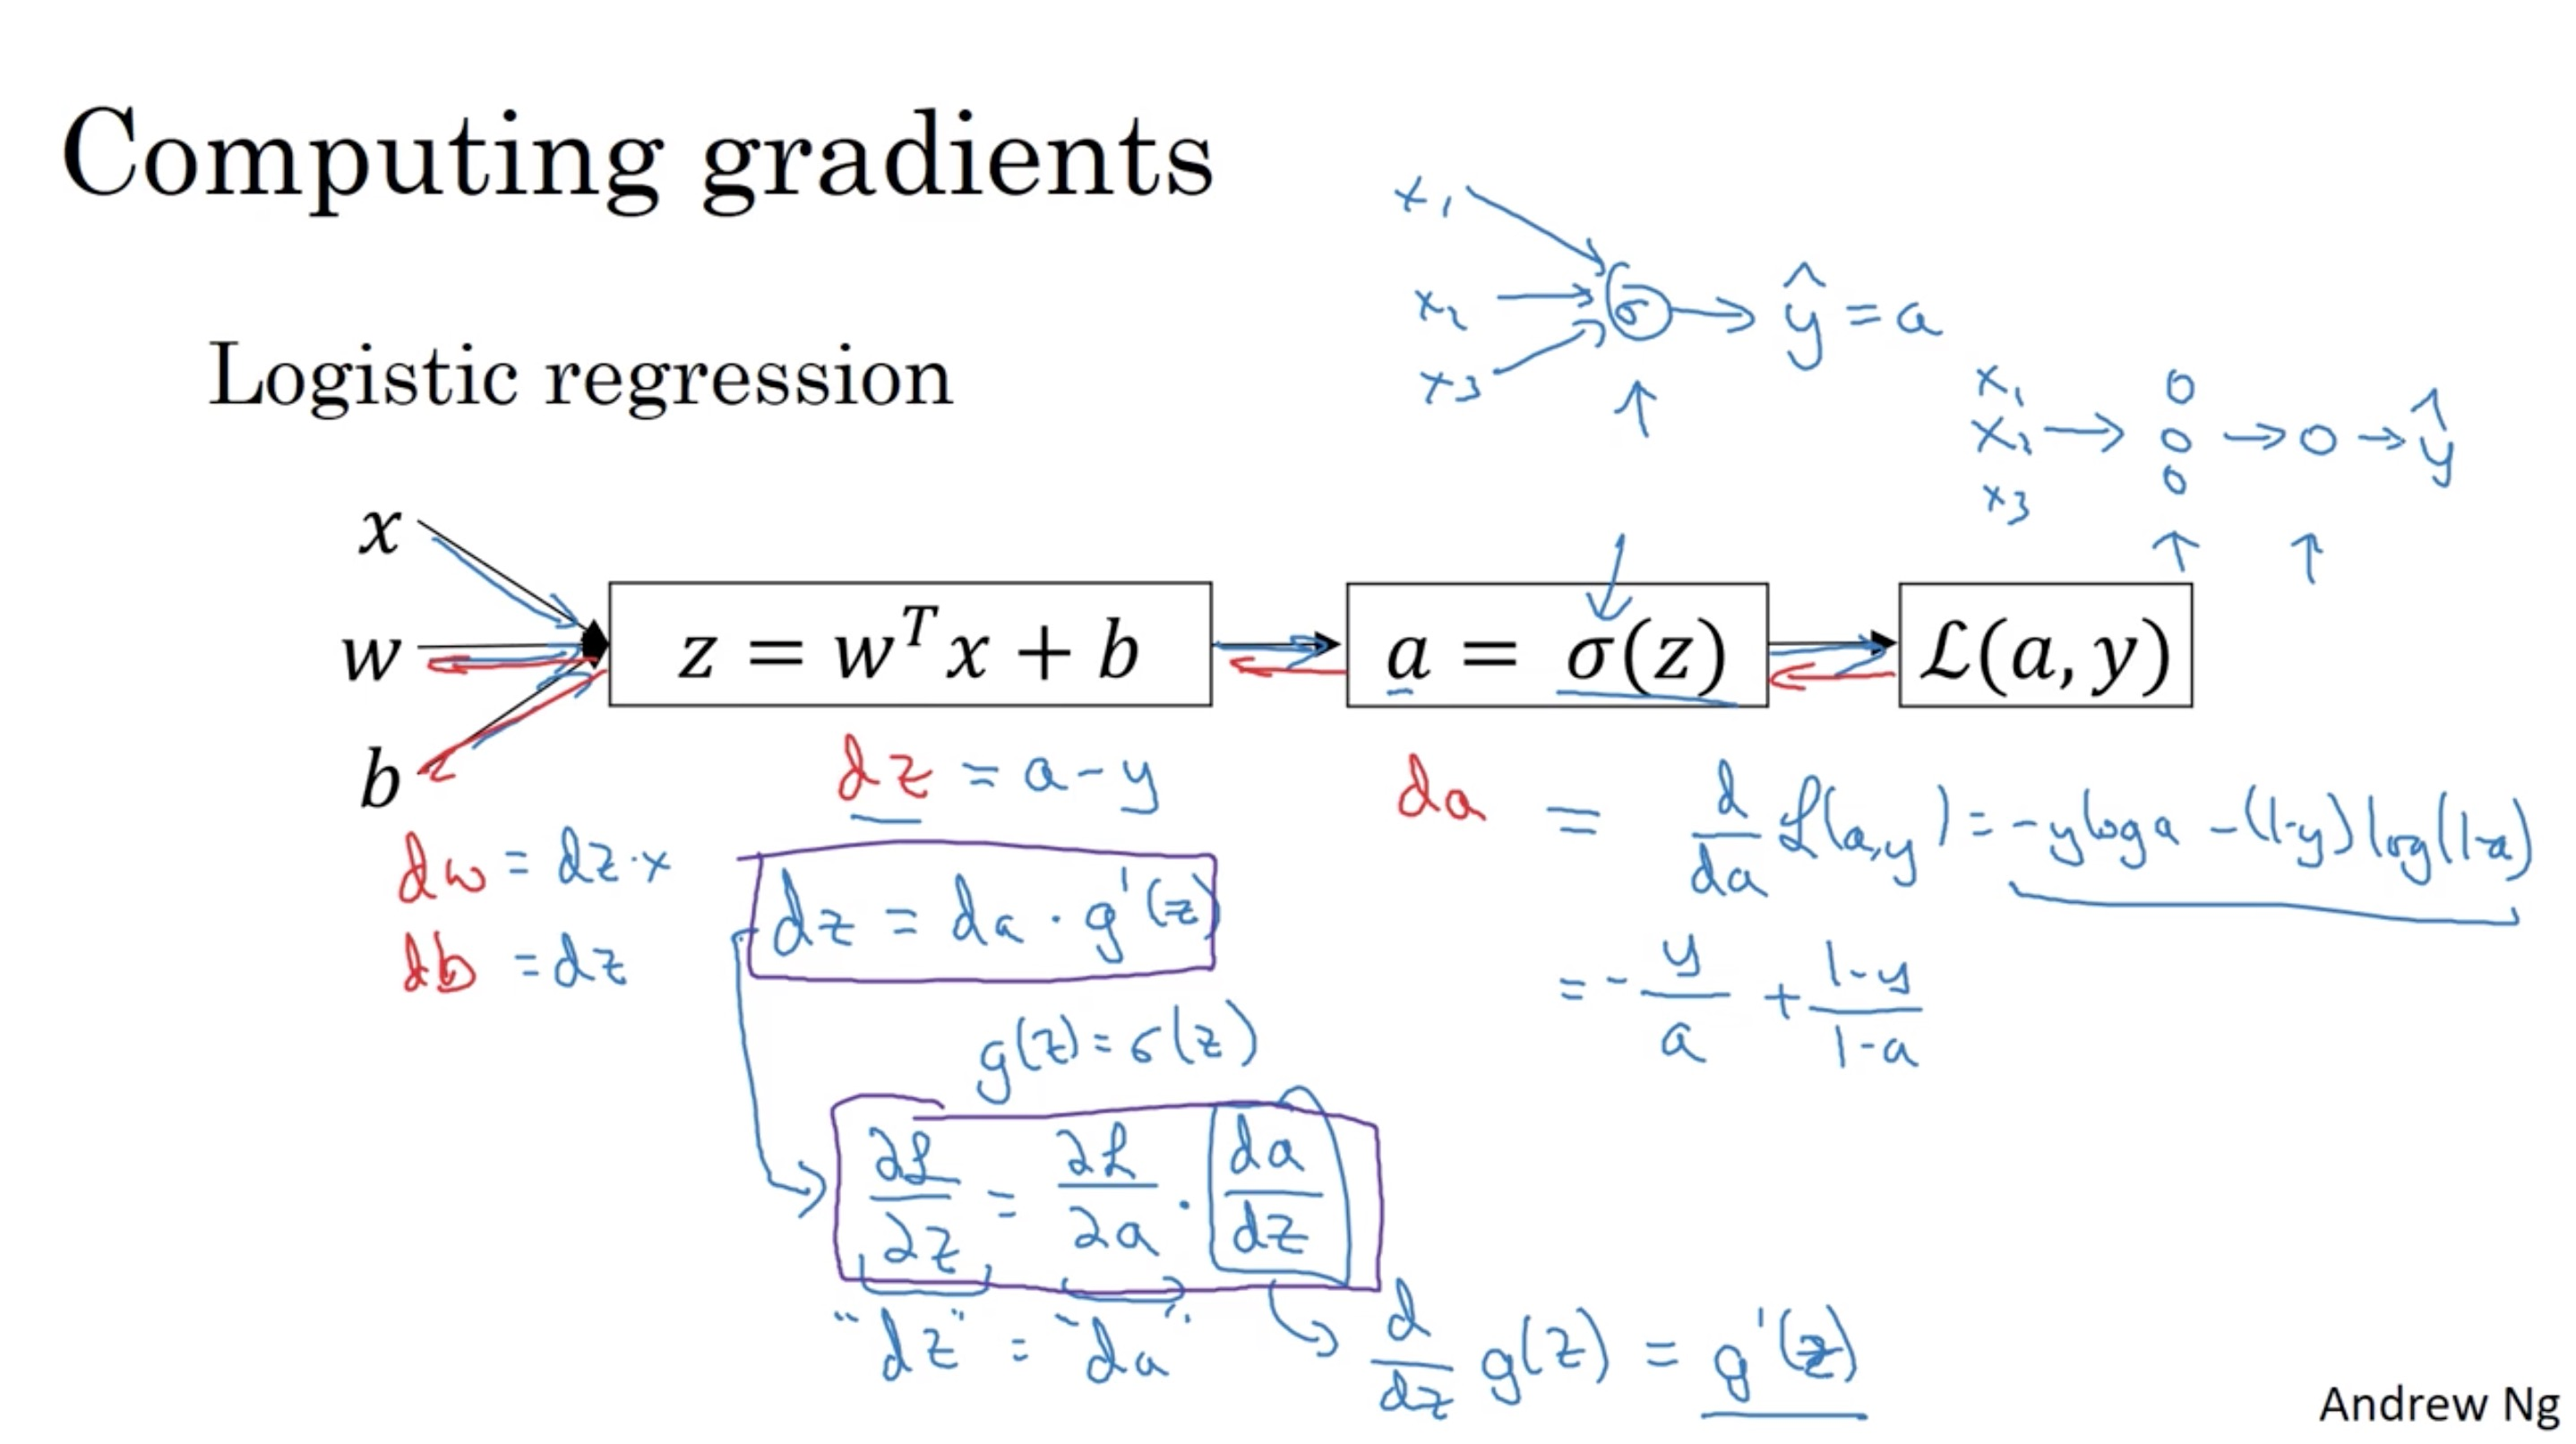 Computing gradients
x₁
x₂
x₃
σ
ŷ = a
Logistic regression
x₁
x₂
x₃
ŷ
x
w
b
z = wᵀx + b
a = σ(z)
ℒ(a, y)
dz = a - y
da = d/da ℒ(a,y) = -y log a - (1-y) log(1-a)
= - y/a + 1-y/1-a
dw = dz·x
db = dz
dz = da · g'(z)
g(z) = σ(z)
∂ℒ/∂z = ∂ℒ/∂a · da/dz
"dz" = "da"
d/dz g(z) = g'(z)
Andrew Ng